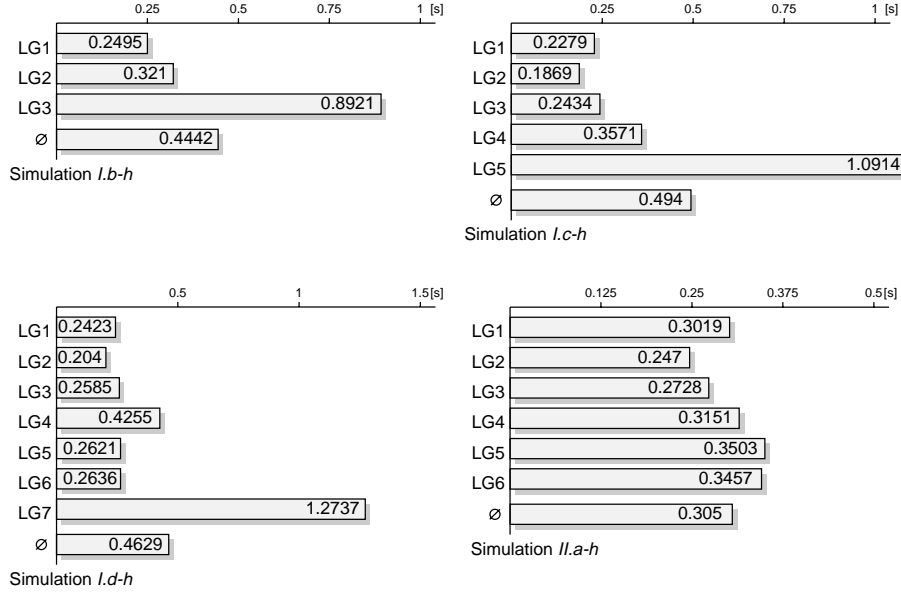 0.25 0.5 0.75 1 [s]
LG1 0.2495
LG2 0.321
LG3 0.8921
∅ 0.4442
Simulation I.b-h
0.25 0.5 0.75 1 [s]
LG1 0.2279
LG2 0.1869
LG3 0.2434
LG4 0.3571
LG5 1.0914
∅ 0.494
Simulation I.c-h
0.5 1 1.5 [s]
LG1 0.2423
LG2 0.204
LG3 0.2585
LG4 0.4255
LG5 0.2621
LG6 0.2636
LG7 1.2737
∅ 0.4629
Simulation I.d-h
0.125 0.25 0.375 0.5 [s]
LG1 0.3019
LG2 0.247
LG3 0.2728
LG4 0.3151
LG5 0.3503
LG6 0.3457
∅ 0.305
Simulation II.a-h